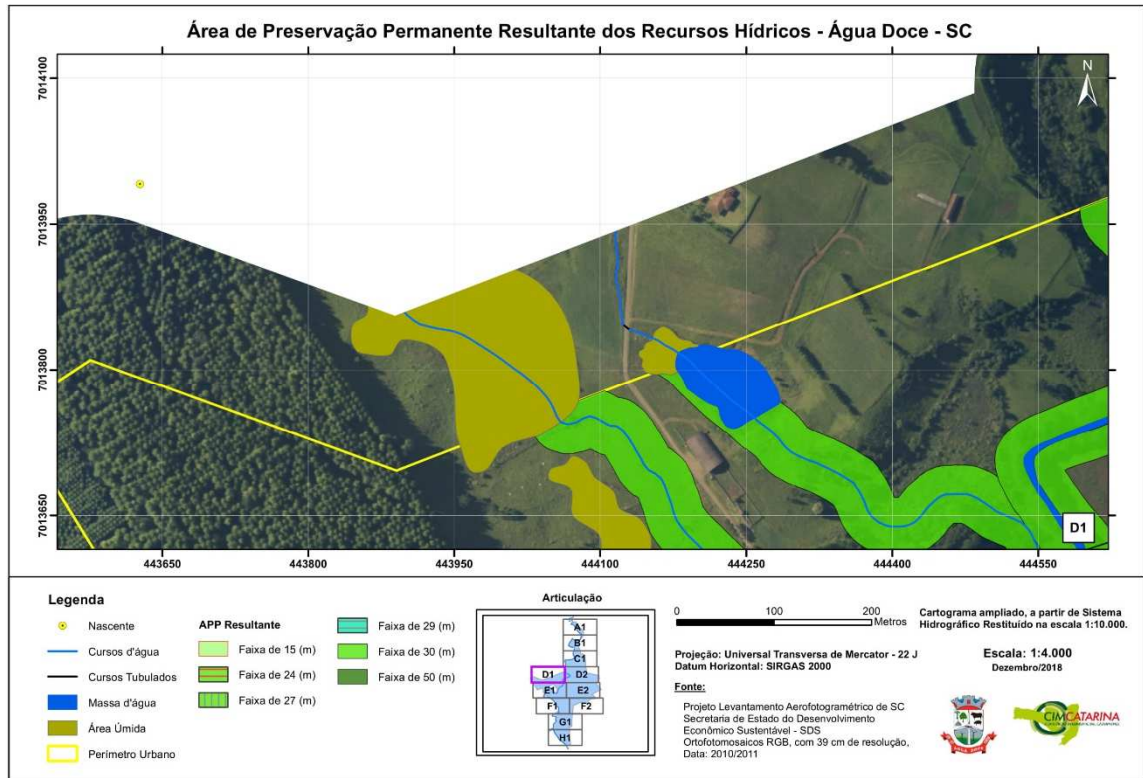 Área de Preservação Permanente Resultante dos Recursos Hídricos - Água Doce - SC
7014100
7013950
7013800
7013650
N
D1
443650
443800
443950
444100
444250
444400
444550
Legenda
Nascente
Cursos d'água
Cursos Tubulados
Massa d'água
Área Úmida
Perímetro Urbano
APP Resultante
Faixa de 15 (m)
Faixa de 24 (m)
Faixa de 27 (m)
Faixa de 29 (m)
Faixa de 30 (m)
Faixa de 50 (m)
Articulação
A1
B1
C1
D1 D2
E1 E2
F1 F2
G1
H1
0 100 200
Metros
Projeção: Universal Transversa de Mercator - 22 J
Datum Horizontal: SIRGAS 2000
Fonte:
Projeto Levantamento Aerofotogramétrico de SC
Secretaria de Estado do Desenvolvimento
Econômico Sustentável - SDS
Ortofotomosaicos RGB, com 39 cm de resolução,
Data: 2010/2011
Cartograma ampliado, a partir de Sistema
Hidrográfico Restituído na escala 1:10.000.
Escala: 1:4.000
Dezembro/2018
CIMCATARINA